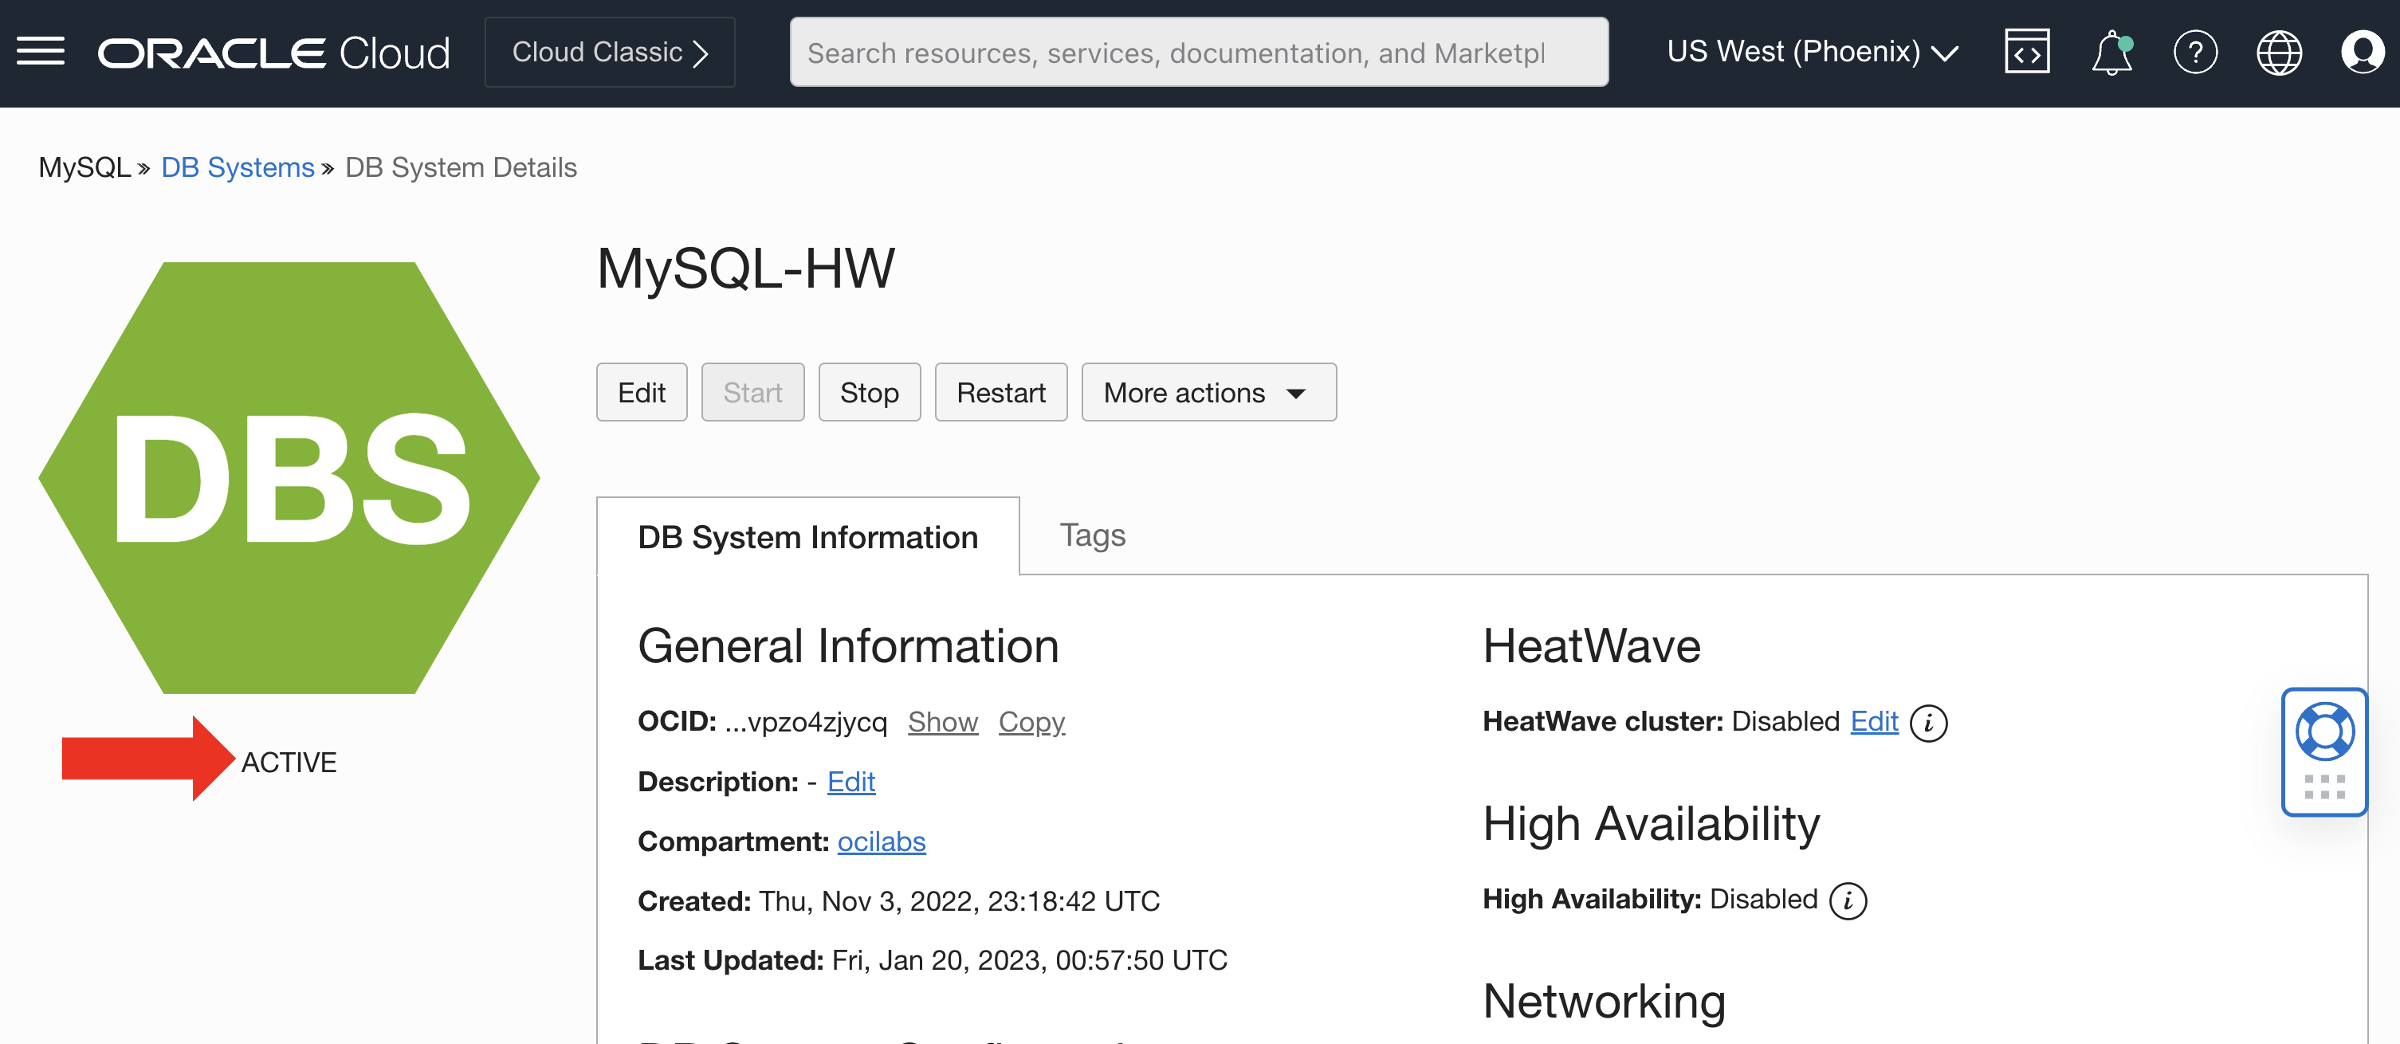 ORACLE Cloud
Cloud Classic
Search resources, services, documentation, and Marketpl
US West (Phoenix)
MySQL » DB Systems » DB System Details
DBS
ACTIVE
MySQL-HW
Edit
Start
Stop
Restart
More actions
DB System Information
Tags
General Information
OCID: ...vpzo4zjycq Show Copy
Description: - Edit
Compartment: ocilabs
Created: Thu, Nov 3, 2022, 23:18:42 UTC
Last Updated: Fri, Jan 20, 2023, 00:57:50 UTC
HeatWave
HeatWave cluster: Disabled Edit
High Availability
High Availability: Disabled
Networking